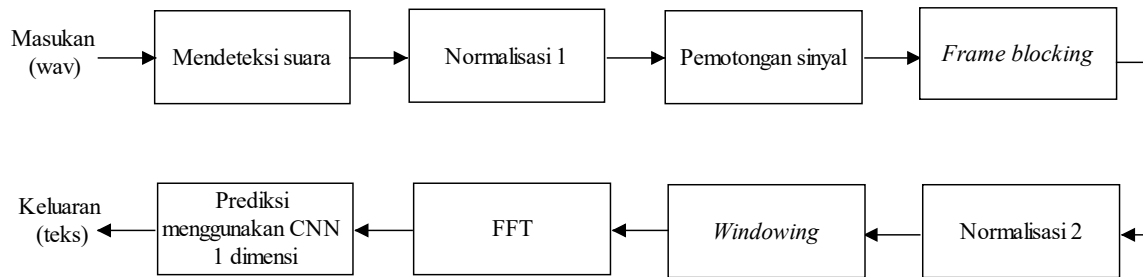 Masukan
(wav)
Mendeteksi suara
Normalisasi 1
Pemotongan sinyal
Frame blocking
Normalisasi 2
Windowing
FFT
Prediksi
menggunakan CNN
1 dimensi
Keluaran
(teks)